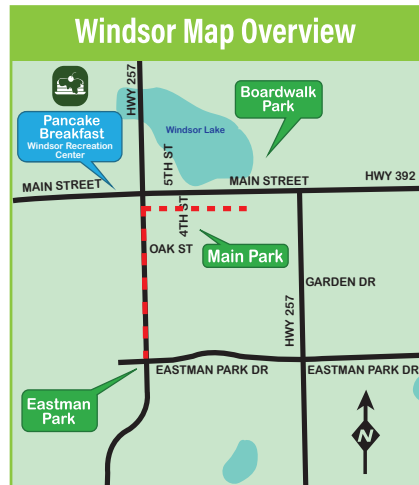 Windsor Map Overview
HWY 257
Boardwalk
Park
Pancake
Breakfast
Windsor Recreation
Center
Windsor Lake
5TH ST
MAIN STREET
MAIN STREET
HWY 392
4TH ST
OAK ST
Main Park
GARDEN DR
HWY 257
EASTMAN PARK DR
EASTMAN PARK DR
Eastman
Park
N